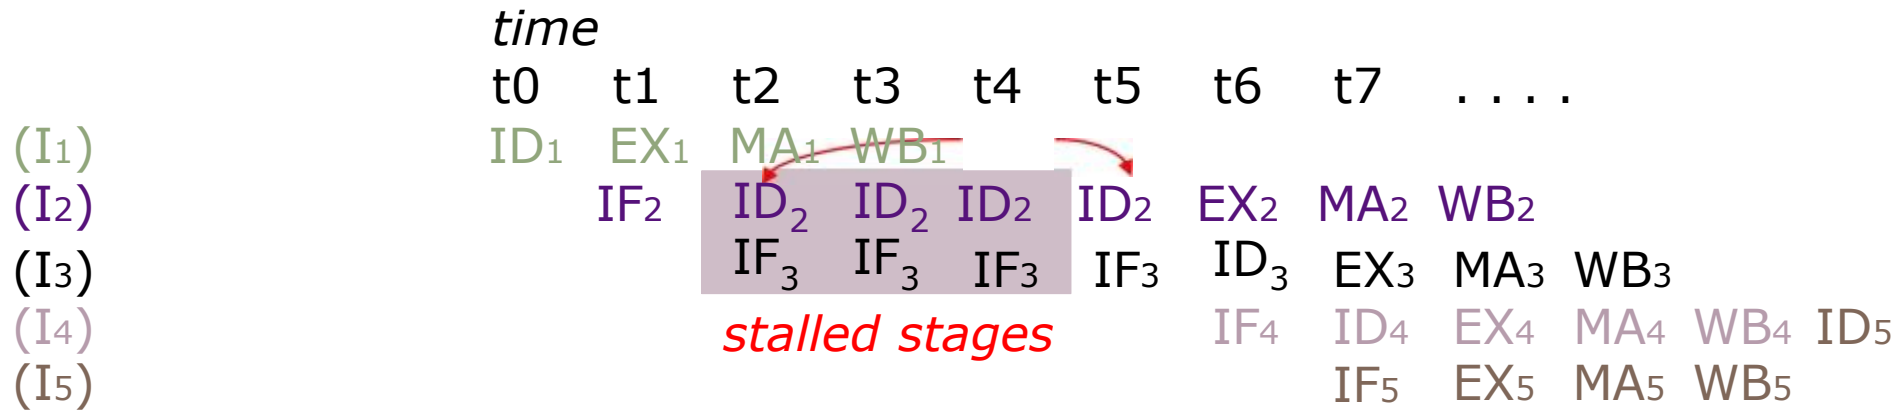 time
t0 t1 t2 t3 t4 t5 t6 t7 . . . .
(I1) ID1 EX1 MA1 WB1
(I2) IF2 ID2 ID2 ID2 ID2 EX2 MA2 WB2
(I3) IF3 IF3 IF3 IF3 ID3 EX3 MA3 WB3
(I4) stalled stages IF4 ID4 EX4 MA4 WB4 ID5
(I5) IF5 EX5 MA5 WB5